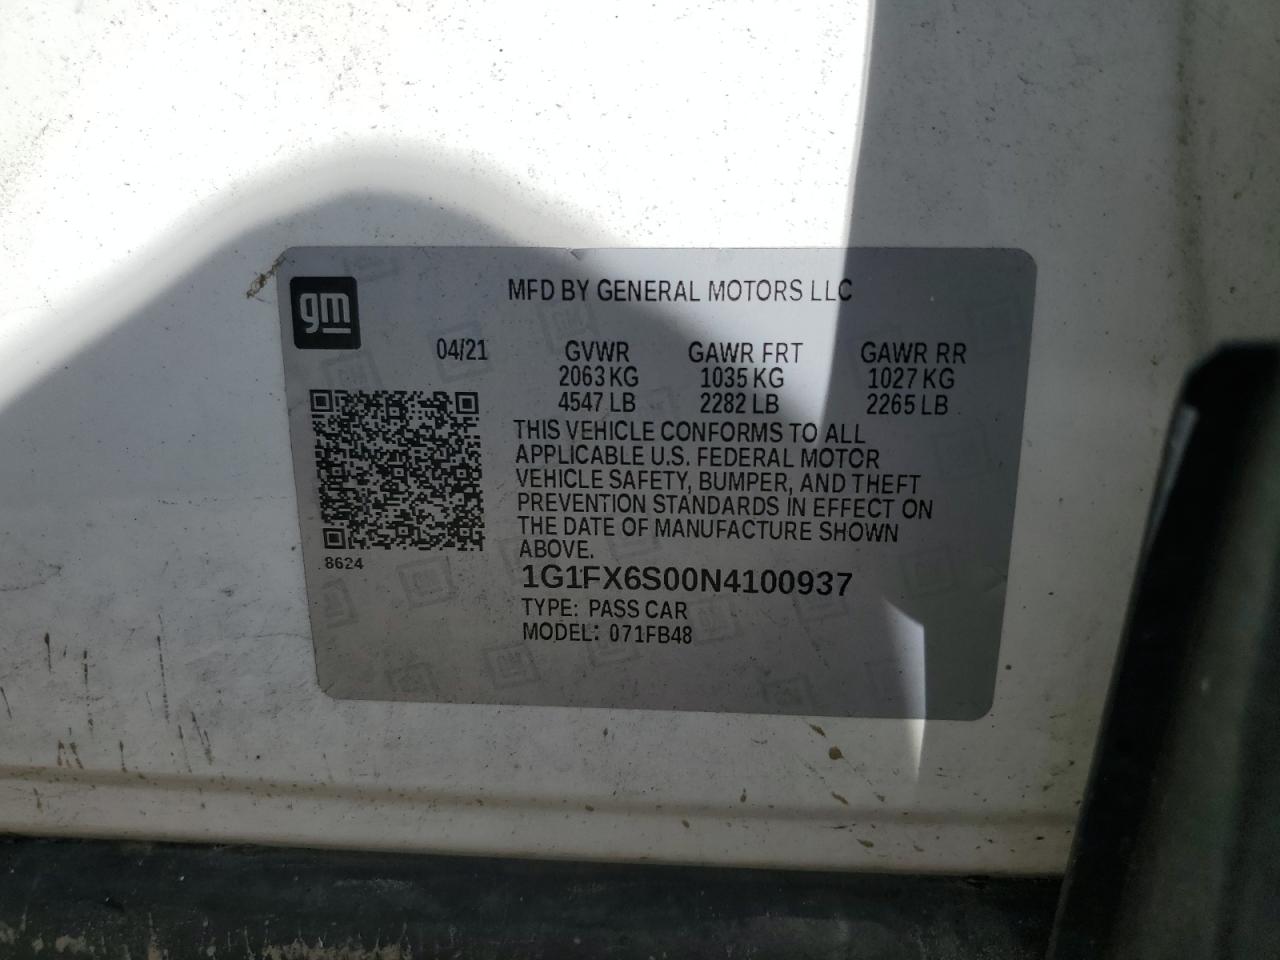 gm
MFD BY GENERAL MOTORS LLC
04/21 GVWR GAWR FRT GAWR RR
2063 KG 1035 KG 1027 KG
4547 LB 2282 LB 2265 LB
THIS VEHICLE CONFORMS TO ALL
APPLICABLE U.S. FEDERAL MOTOR
VEHICLE SAFETY, BUMPER, AND THEFT
PREVENTION STANDARDS IN EFFECT ON
THE DATE OF MANUFACTURE SHOWN
ABOVE.
8624
1G1FX6S00N4100937
TYPE: PASS CAR
MODEL: 071FB48